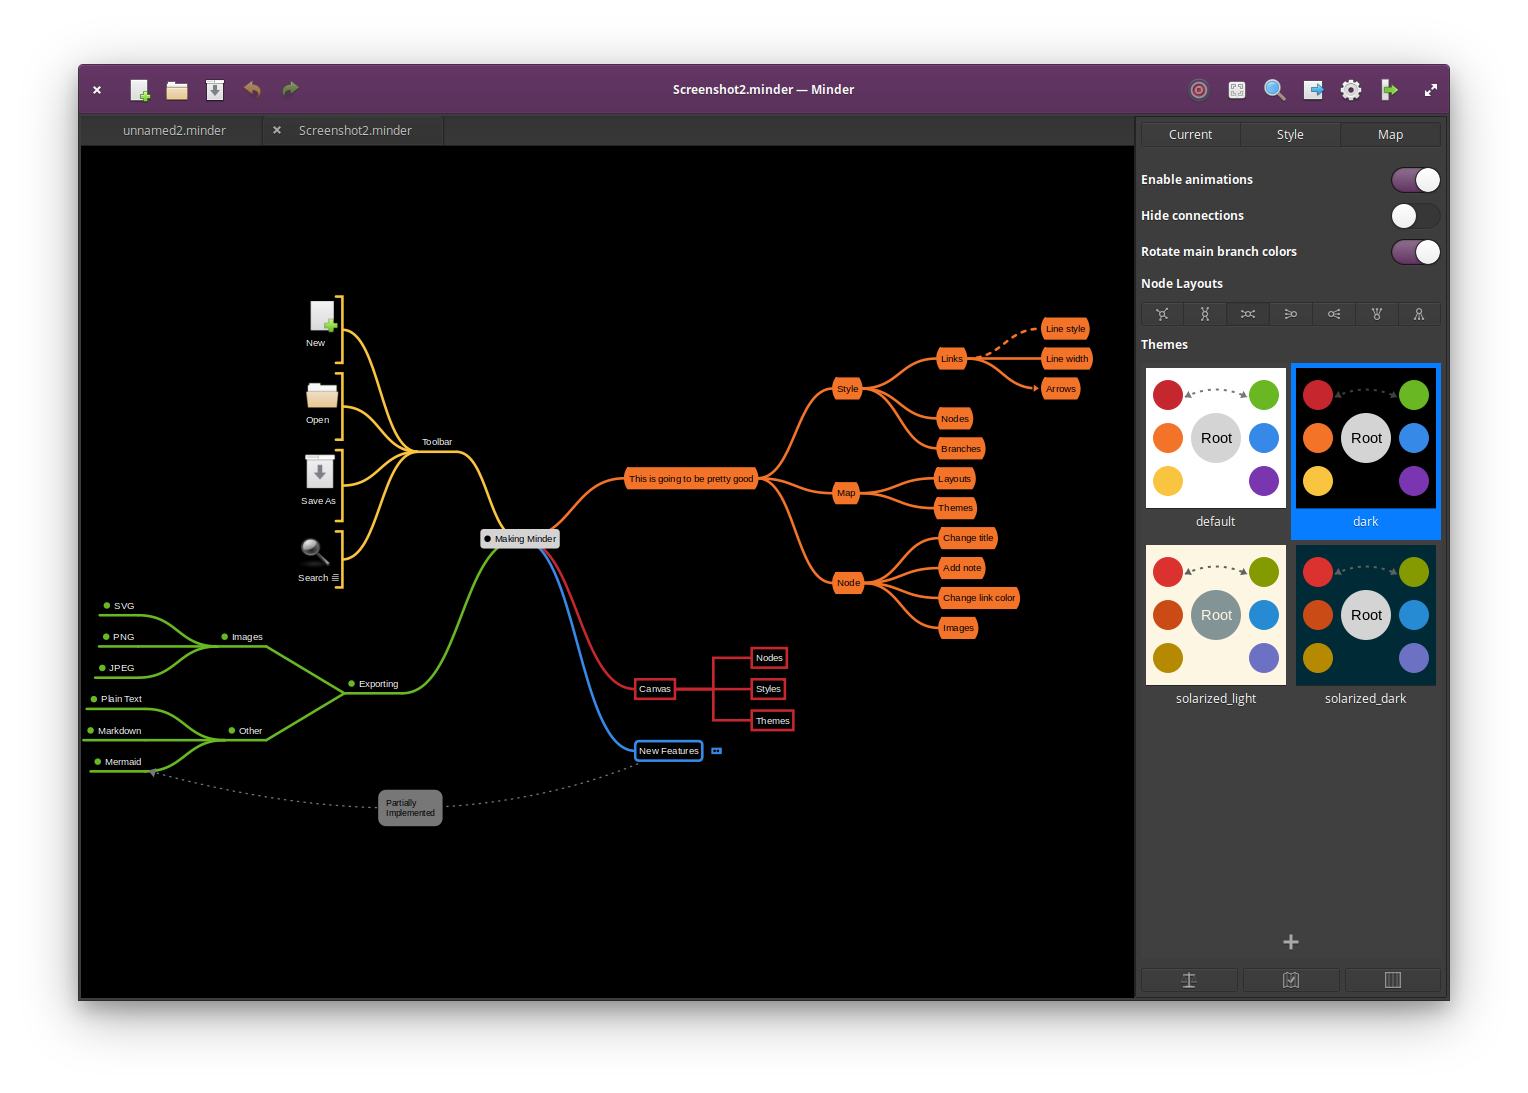 Screenshot2.minder — Minder
unnamed2.minder
Screenshot2.minder
Current
Style
Map
Enable animations
Hide connections
Rotate main branch colors
Node Layouts
Themes
Root
default
Root
dark
Root
solarized_light
Root
solarized_dark
New
Open
Save As
Search
Toolbar
Making Minder
SVG
PNG
JPEG
Images
Exporting
Plain Text
Markdown
Mermaid
Other
Partially
Implemented
This is going to be pretty good
Style
Links
Line style
Line width
Arrows
Nodes
Branches
Map
Layouts
Themes
Node
Change title
Add note
Change link color
Images
Canvas
Nodes
Styles
Themes
New Features